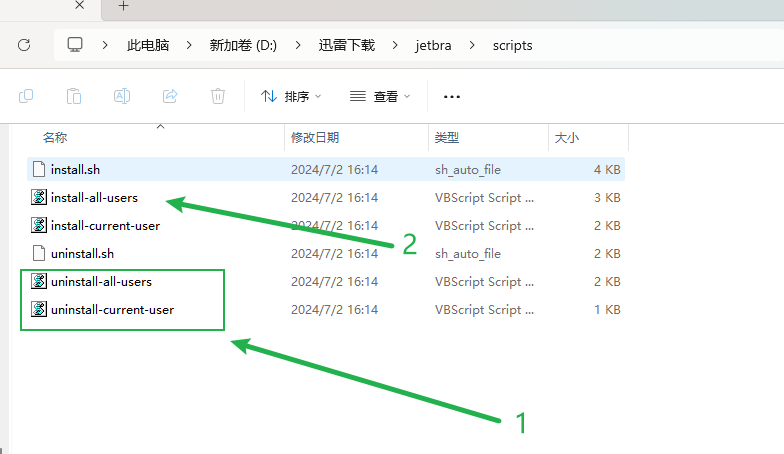 此电脑 > 新加卷 (D:) > 迅雷下载 > jetbra > scripts
排序 查看 ...
名称 修改日期 类型 大小
install.sh 2024/7/2 16:14 sh_auto_file 4 KB
install-all-users 2024/7/2 16:14 VBScript Script ... 3 KB
install-current-user 2024/7/2 16:14 VBScript Script ... 2 KB
2
uninstall.sh 2024/7/2 16:14 sh_auto_file 2 KB
uninstall-all-users 2024/7/2 16:14 VBScript Script ... 2 KB
uninstall-current-user 2024/7/2 16:14 VBScript Script ... 1 KB
1